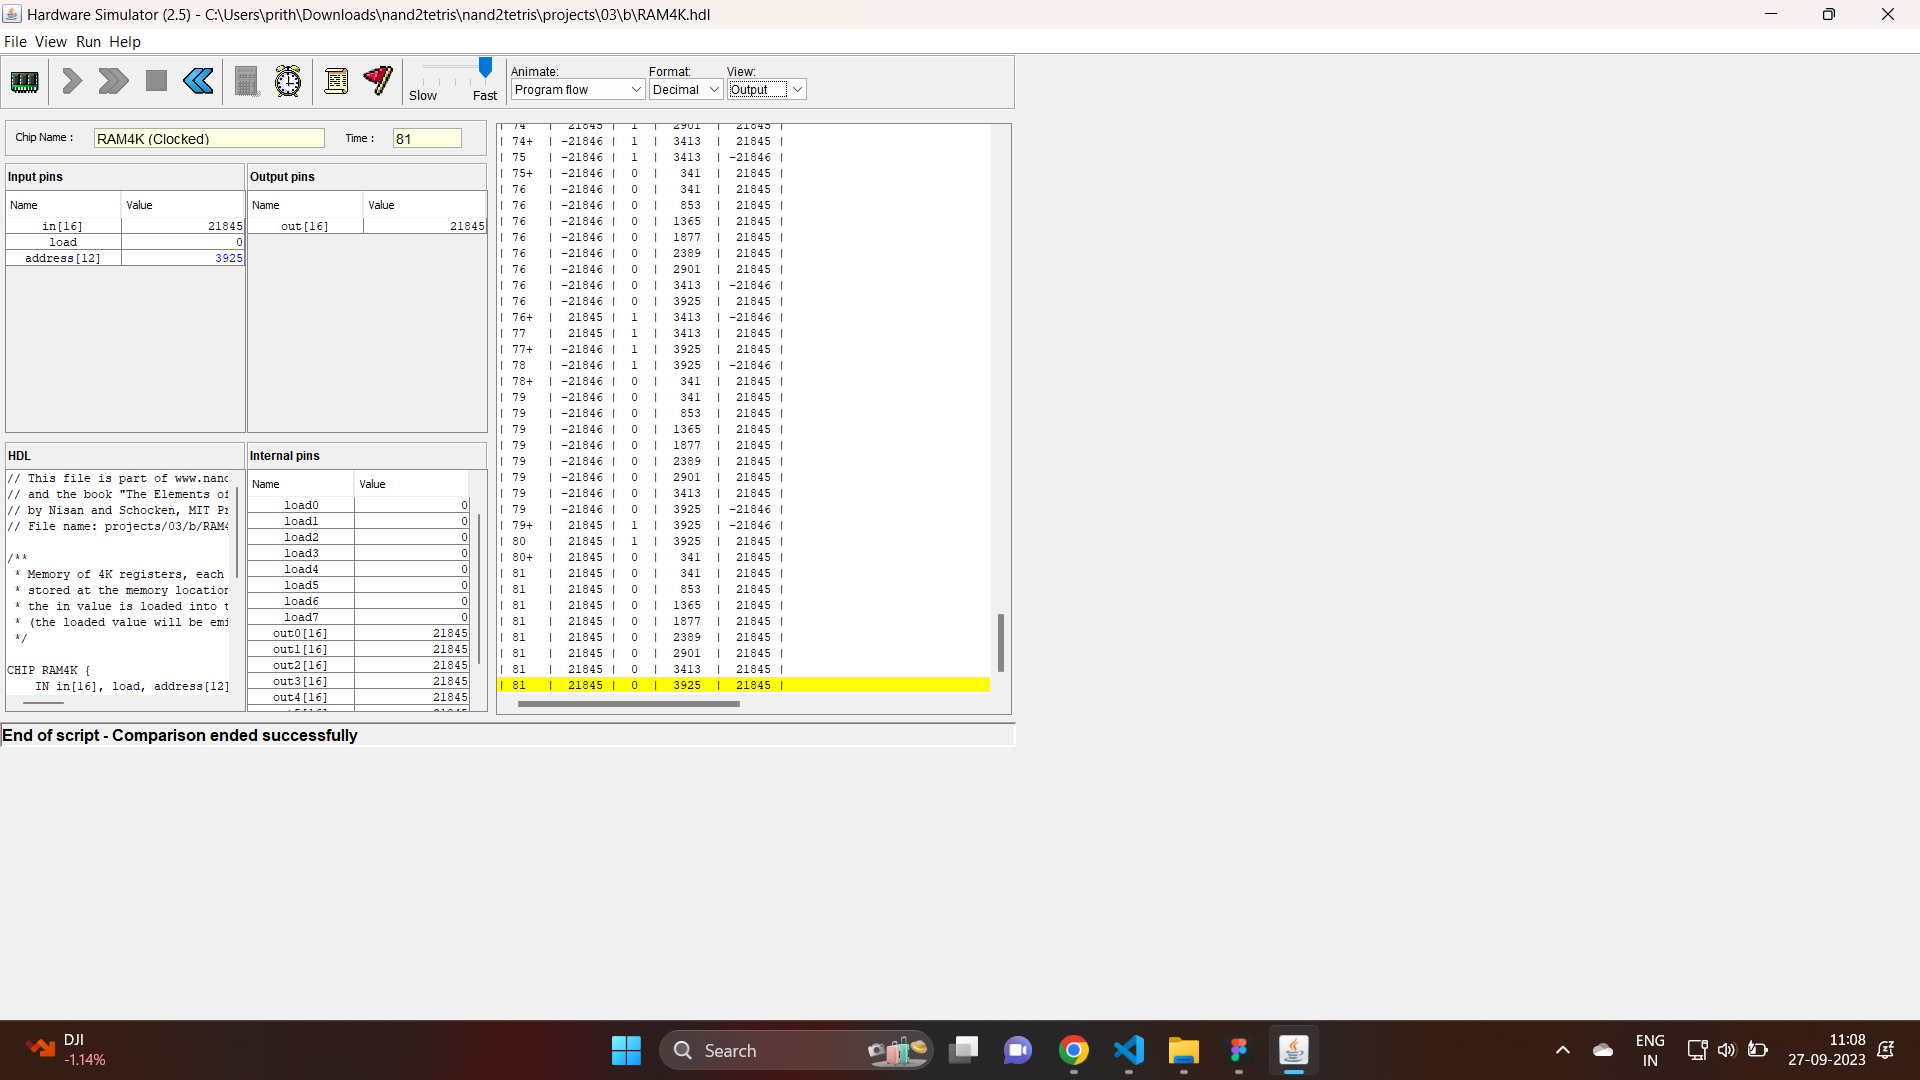 Hardware Simulator (2.5) - C:\Users\prith\Downloads\nand2tetris\nand2tetris\projects\03\b\RAM4K.hdl
File View Run Help
Slow Fast
Animate:
Program flow
Format:
Decimal
View:
Output
Chip Name :
RAM4K (Clocked)
Time :
81
Input pins
Name Value
in[16] 21845
load 0
address[12] 3925
Output pins
Name Value
out[16] 21845
HDL
// This file is part of www.nand
// and the book "The Elements of
// by Nisan and Schocken, MIT Pr
// File name: projects/03/b/RAM4
/**
* Memory of 4K registers, each
* stored at the memory location
* the in value is loaded into t
* (the loaded value will be emi
*/
CHIP RAM4K {
IN in[16], load, address[12]
Internal pins
Name Value
load0 0
load1 0
load2 0
load3 0
load4 0
load5 0
load6 0
load7 0
out0[16] 21845
out1[16] 21845
out2[16] 21845
out3[16] 21845
out4[16] 21845
| 74 | 21845 | 1 | 2901 | 21845 |
| 74+ | -21846 | 1 | 3413 | 21845 |
| 75 | -21846 | 1 | 3413 | -21846 |
| 75+ | -21846 | 0 | 341 | 21845 |
| 76 | -21846 | 0 | 341 | 21845 |
| 76 | -21846 | 0 | 853 | 21845 |
| 76 | -21846 | 0 | 1365 | 21845 |
| 76 | -21846 | 0 | 1877 | 21845 |
| 76 | -21846 | 0 | 2389 | 21845 |
| 76 | -21846 | 0 | 2901 | 21845 |
| 76 | -21846 | 0 | 3413 | -21846 |
| 76 | -21846 | 0 | 3925 | 21845 |
| 76+ | 21845 | 1 | 3413 | -21846 |
| 77 | 21845 | 1 | 3413 | 21845 |
| 77+ | -21846 | 1 | 3925 | 21845 |
| 78 | -21846 | 1 | 3925 | -21846 |
| 78+ | -21846 | 0 | 341 | 21845 |
| 79 | -21846 | 0 | 341 | 21845 |
| 79 | -21846 | 0 | 853 | 21845 |
| 79 | -21846 | 0 | 1365 | 21845 |
| 79 | -21846 | 0 | 1877 | 21845 |
| 79 | -21846 | 0 | 2389 | 21845 |
| 79 | -21846 | 0 | 2901 | 21845 |
| 79 | -21846 | 0 | 3413 | 21845 |
| 79 | -21846 | 0 | 3925 | -21846 |
| 79+ | 21845 | 1 | 3925 | -21846 |
| 80 | 21845 | 1 | 3925 | 21845 |
| 80+ | 21845 | 0 | 341 | 21845 |
| 81 | 21845 | 0 | 341 | 21845 |
| 81 | 21845 | 0 | 853 | 21845 |
| 81 | 21845 | 0 | 1365 | 21845 |
| 81 | 21845 | 0 | 1877 | 21845 |
| 81 | 21845 | 0 | 2389 | 21845 |
| 81 | 21845 | 0 | 2901 | 21845 |
| 81 | 21845 | 0 | 3413 | 21845 |
| 81 | 21845 | 0 | 3925 | 21845 |
End of script - Comparison ended successfully
DJI
-1.14%
Search
ENG
IN
11:08
27-09-2023